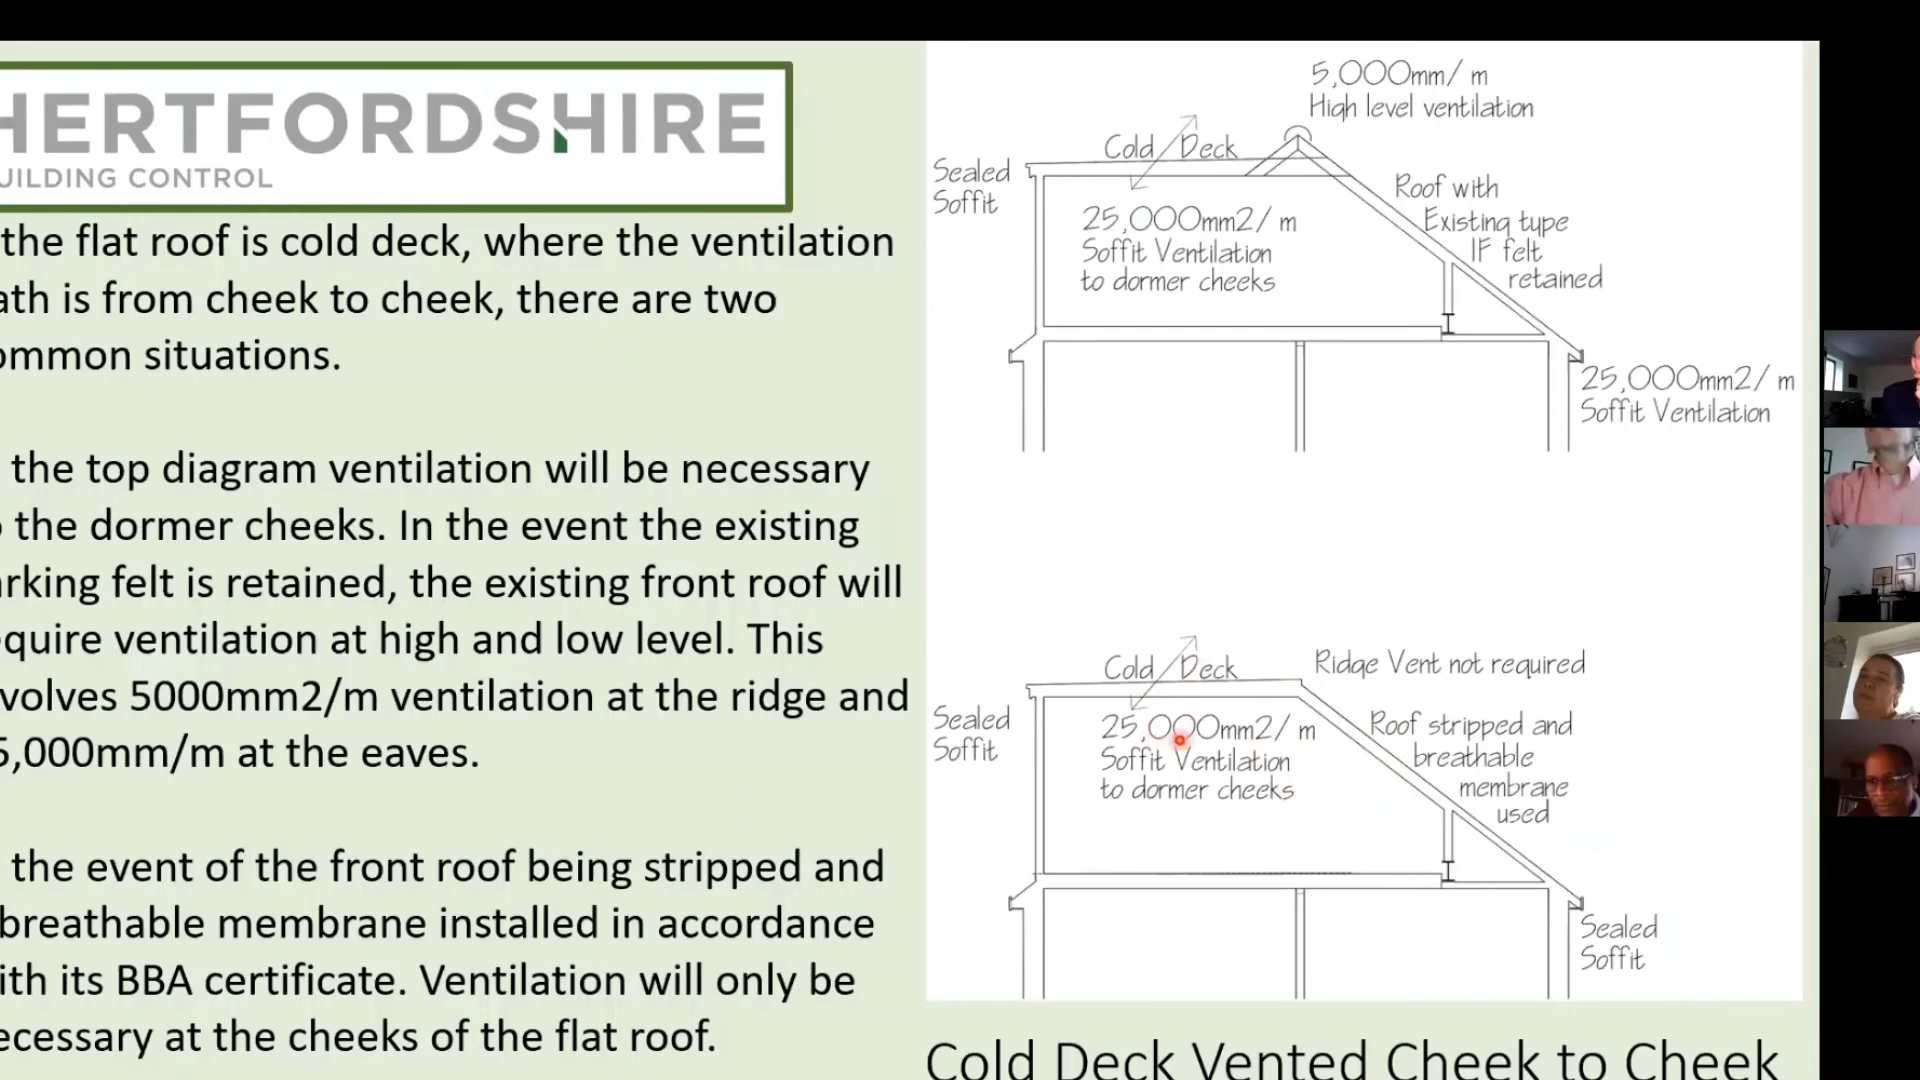 HERTFORDSHIRE
UILDING CONTROL
the flat roof is cold deck, where the ventilation
ath is from cheek to cheek, there are two
ommon situations.
the top diagram ventilation will be necessary
o the dormer cheeks. In the event the existing
arking felt is retained, the existing front roof will
equire ventilation at high and low level. This
volves 5000mm2/m ventilation at the ridge and
5,000mm/m at the eaves.
the event of the front roof being stripped and
breathable membrane installed in accordance
ith its BBA certificate. Ventilation will only be
ecessary at the cheeks of the flat roof.
5,000mm/ m
High level ventilation
Cold Deck
Sealed
Soffit
25,000mm2/ m
Soffit Ventilation
to dormer cheeks
Roof with
Existing type
1F felt
retained
25,000mm2/ m
Soffit Ventilation
Cold Deck
Ridge Vent not required
Sealed
Soffit
25,000mm2/ m
Soffit Ventilation
to dormer cheeks
Roof stripped and
breathable
membrane
used
Sealed
Soffit
Cold Deck Vented Cheek to Cheek